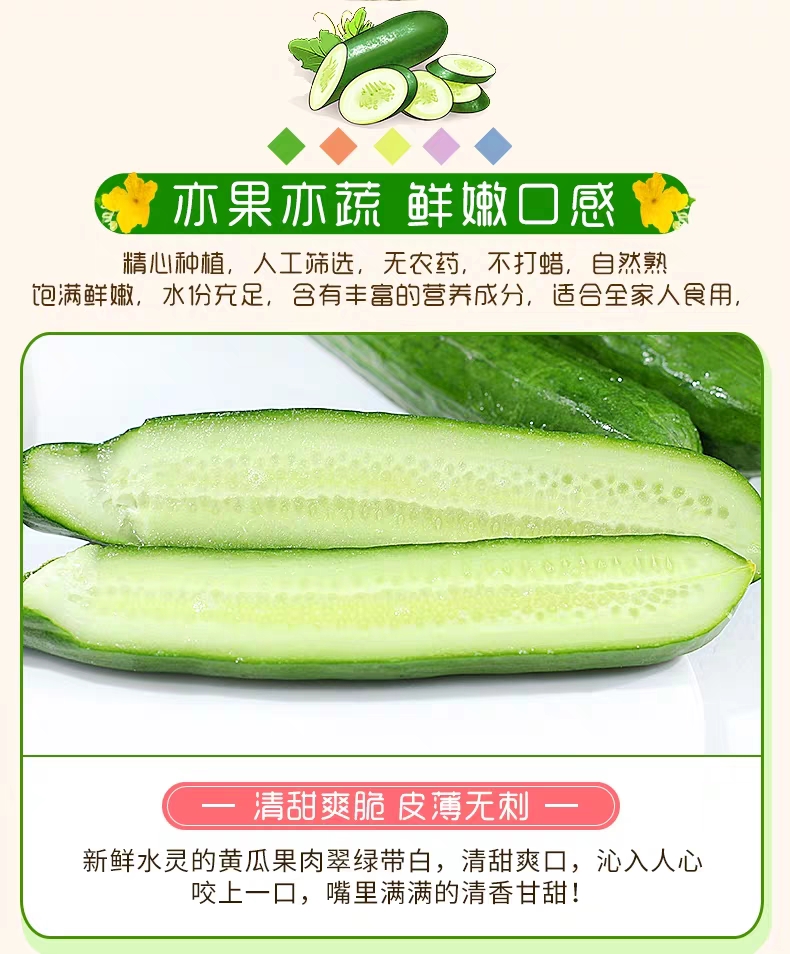 亦果亦蔬 鲜嫩口感
精心种植，人工筛选，无农药，不打蜡，自然熟
饱满鲜嫩，水份充足，含有丰富的营养成分，适合全家人食用，
清甜爽脆 皮薄无刺
新鲜水灵的黄瓜果肉翠绿带白，清甜爽口，沁入人心
咬上一口，嘴里满满的清香甘甜！